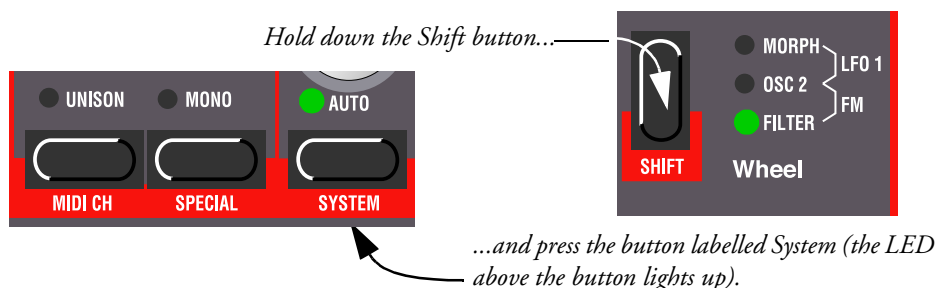 Hold down the Shift button...
UNISON MONO AUTO
MIDI CH SPECIAL SYSTEM
MORPH
LFO 1
OSC 2
FM
FILTER
SHIFT Wheel
...and press the button labelled System (the LED
above the button lights up).